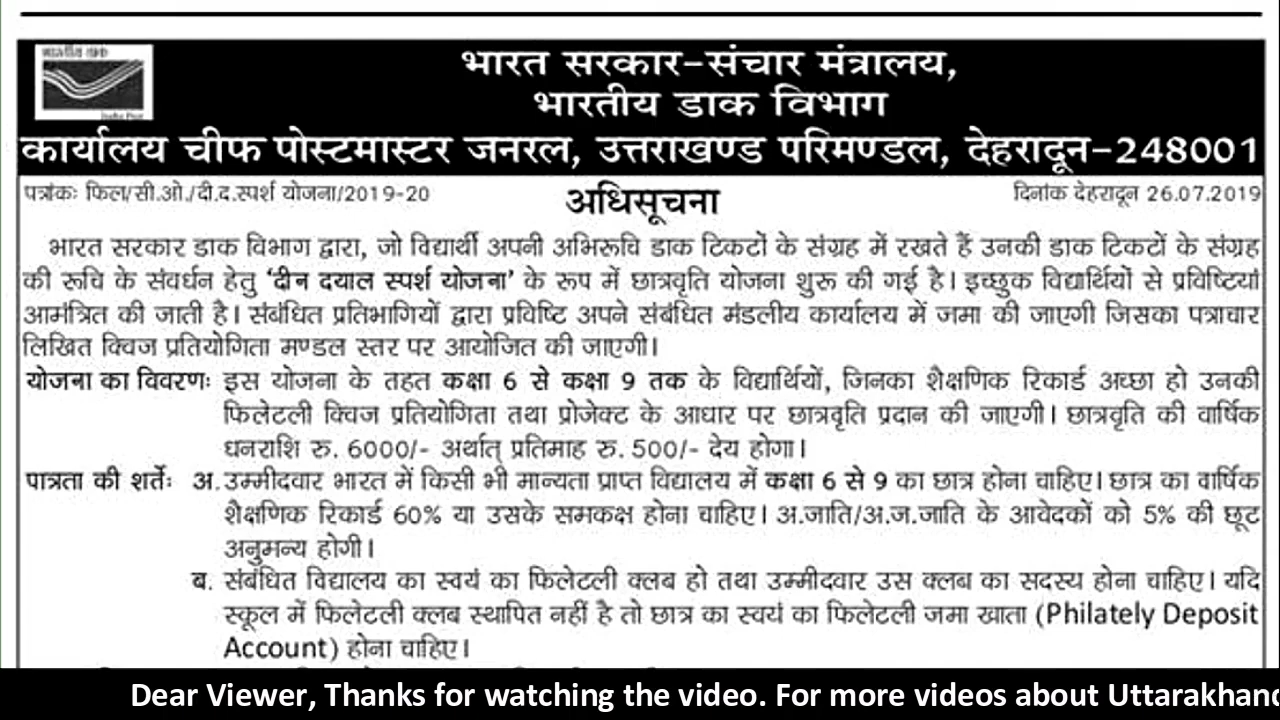 भारतीय डाक
India Post
भारत सरकार-संचार मंत्रालय,
भारतीय डाक विभाग
कार्यालय चीफ पोस्टमास्टर जनरल, उत्तराखण्ड परिमण्डल, देहरादून-248001
पत्रांकः फिल/सी.ओ./दी.द.स्पर्श योजना/2019-20
अधिसूचना
दिनांक देहरादून 26.07.2019
भारत सरकार डाक विभाग द्वारा, जो विद्यार्थी अपनी अभिरूचि डाक टिकटों के संग्रह में रखते हैं उनकी डाक टिकटों के संग्रह
की रूचि के संवर्धन हेतु ‘दीन दयाल स्पर्श योजना’ के रूप में छात्रवृति योजना शुरू की गई है। इच्छुक विद्यार्थियों से प्रविष्टियां
आमंत्रित की जाती है। संबंधित प्रतिभागियों द्वारा प्रविष्टि अपने संबंधित मंडलीय कार्यालय में जमा की जाएगी जिसका पत्राचार
लिखित क्विज प्रतियोगिता मण्डल स्तर पर आयोजित की जाएगी।
योजना का विवरणः इस योजना के तहत कक्षा 6 से कक्षा 9 तक के विद्यार्थियों, जिनका शैक्षणिक रिकार्ड अच्छा हो उनकी
फिलेटली क्विज प्रतियोगिता तथा प्रोजेक्ट के आधार पर छात्रवृति प्रदान की जाएगी। छात्रवृति की वार्षिक
धनराशि रु. 6000/- अर्थात् प्रतिमाह रु. 500/- देय होगा।
पात्रता की शर्तेः अ. उम्मीदवार भारत में किसी भी मान्यता प्राप्त विद्यालय में कक्षा 6 से 9 का छात्र होना चाहिए। छात्र का वार्षिक
शैक्षणिक रिकार्ड 60% या उसके समकक्ष होना चाहिए। अ.जाति/अ.ज.जाति के आवेदकों को 5% की छूट
अनुमन्य होगी।
ब. संबंधित विद्यालय का स्वयं का फिलेटली क्लब हो तथा उम्मीदवार उस क्लब का सदस्य होना चाहिए। यदि
स्कूल में फिलेटली क्लब स्थापित नहीं है तो छात्र का स्वयं का फिलेटली जमा खाता (Philately Deposit
Account) होना चाहिए।
Dear Viewer, Thanks for watching the video. For more videos about Uttarakhand